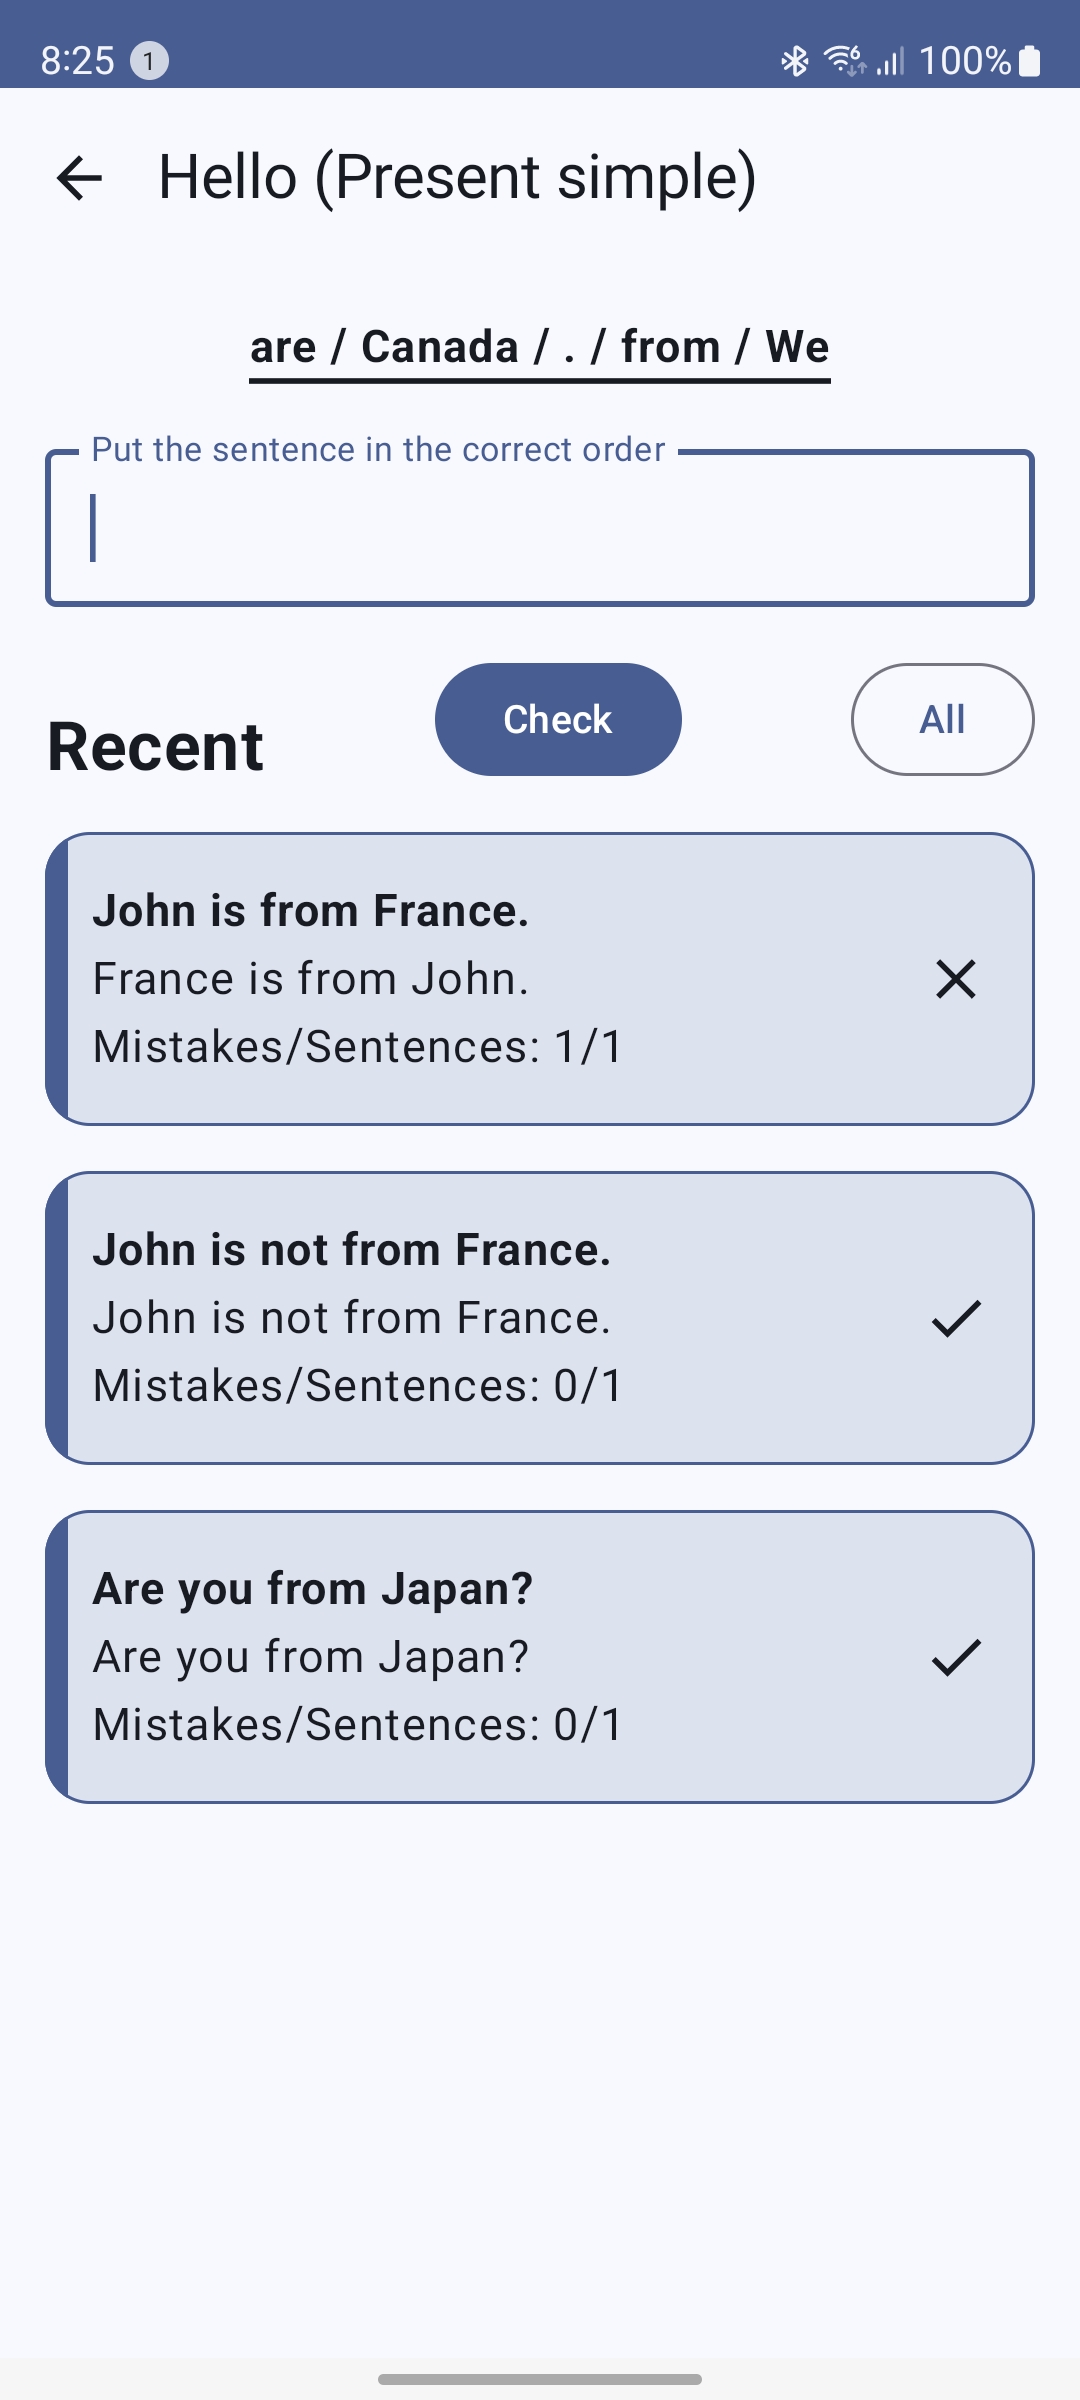 8:25 1 6 100%
Hello (Present simple)
are / Canada / . / from / We
Put the sentence in the correct order
Recent Check All
John is from France.
France is from John.
Mistakes/Sentences: 1/1
John is not from France.
John is not from France.
Mistakes/Sentences: 0/1
Are you from Japan?
Are you from Japan?
Mistakes/Sentences: 0/1